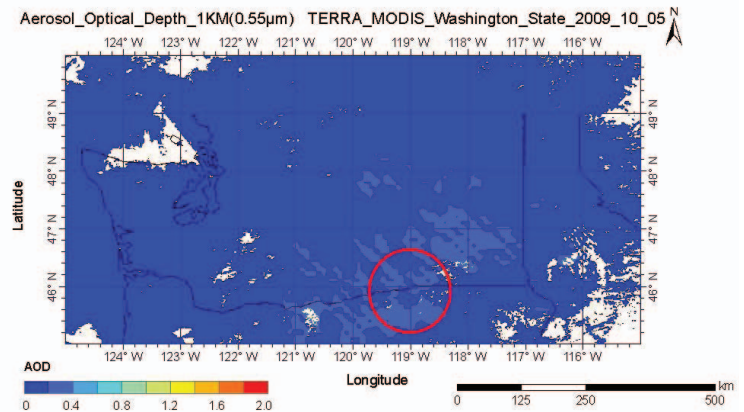 Aerosol_Optical_Depth_1KM(0.55µm) TERRA_MODIS_Washington_State_2009_10_05
N
124° W 123° W 122° W 121° W 120° W 119° W 118° W 117° W 116° W
49° N 49° N
48° N 48° N
47° N 47° N
46° N 46° N
Latitude
124° W 123° W 122° W 121° W 120° W 119° W 118° W 117° W 116° W
AOD
Longitude
0 0.4 0.8 1.2 1.6 2.0
0 125 250 500 km